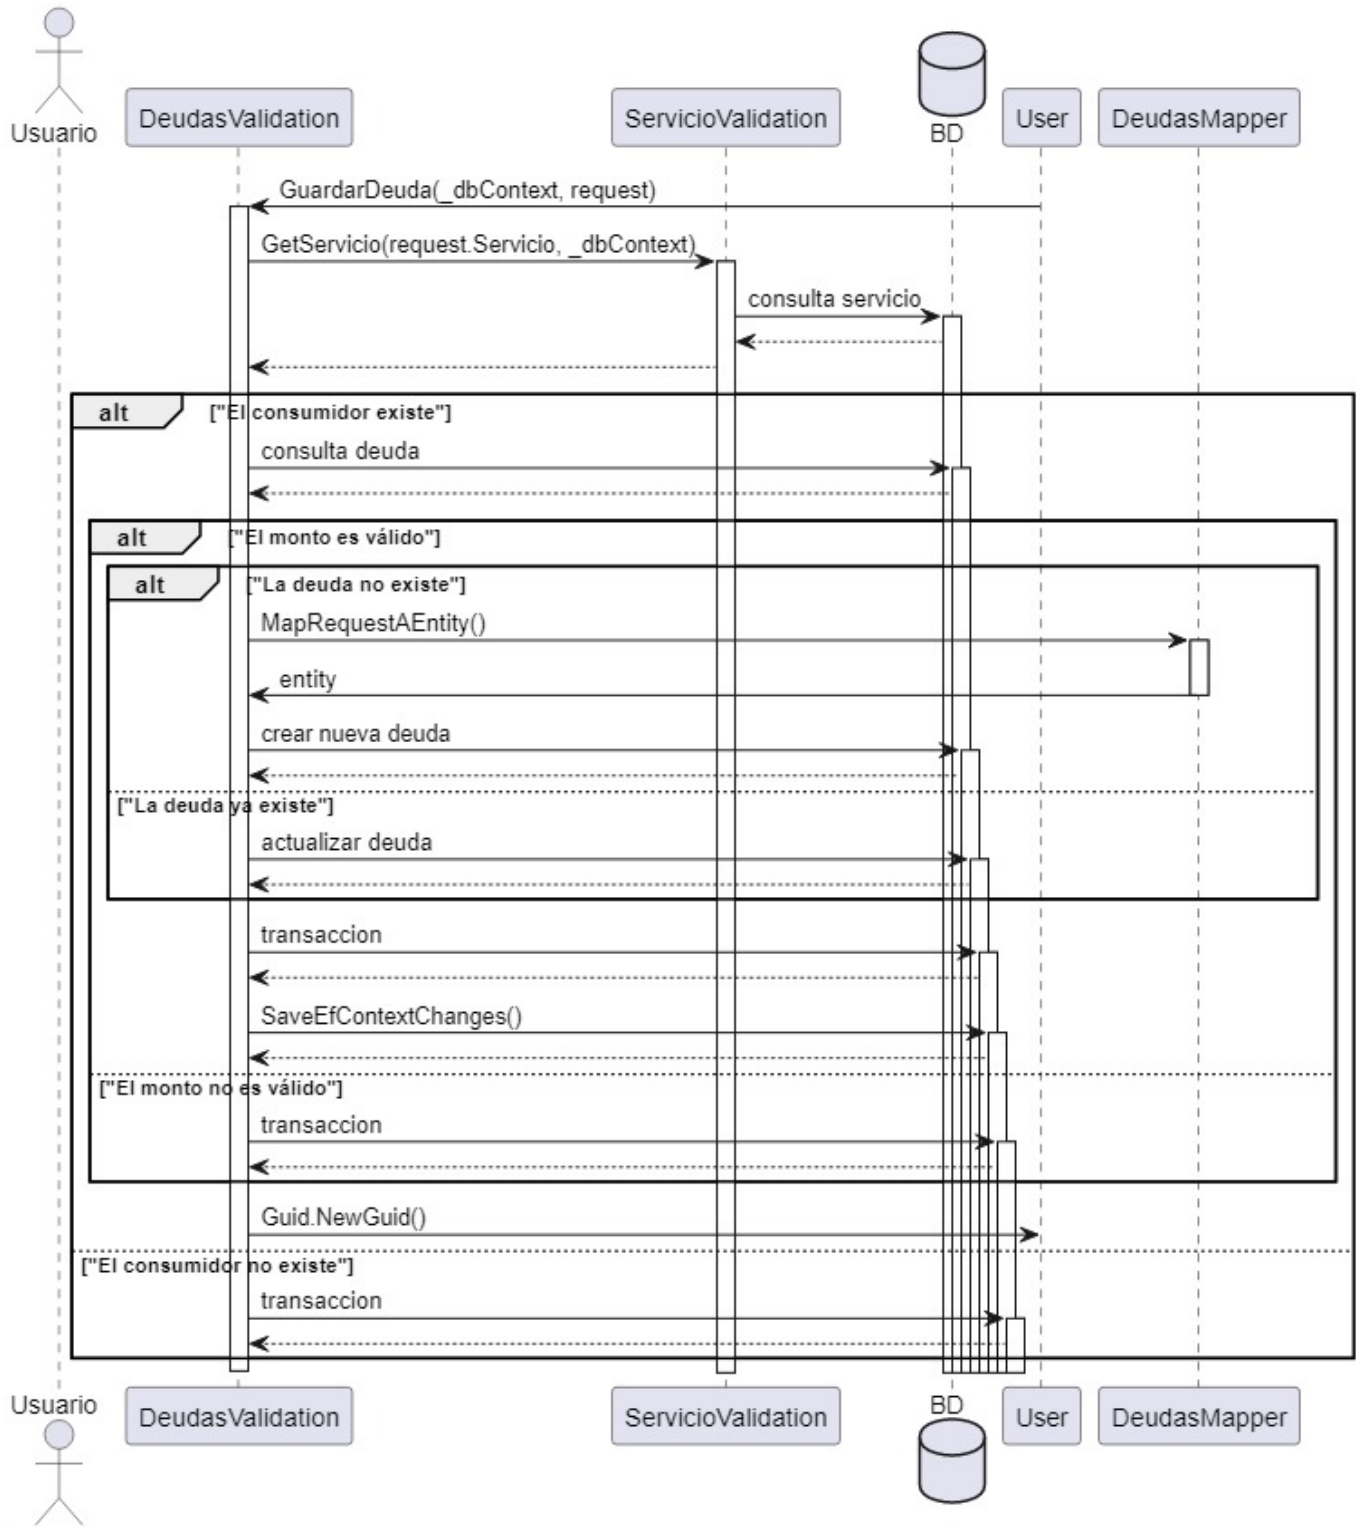 Usuario
DeudasValidation
ServicioValidation
BD
User
DeudasMapper
GuardarDeuda(_dbContext, request)
GetServicio(request.Servicio, _dbContext)
consulta servicio
alt
["El consumidor existe"]
consulta deuda
alt
["El monto es válido"]
alt
["La deuda no existe"]
MapRequestAEntity()
entity
crear nueva deuda
["La deuda ya existe"]
actualizar deuda
transaccion
SaveEfContextChanges()
["El monto no es válido"]
transaccion
Guid.NewGuid()
["El consumidor no existe"]
transaccion
Usuario
DeudasValidation
ServicioValidation
BD
User
DeudasMapper